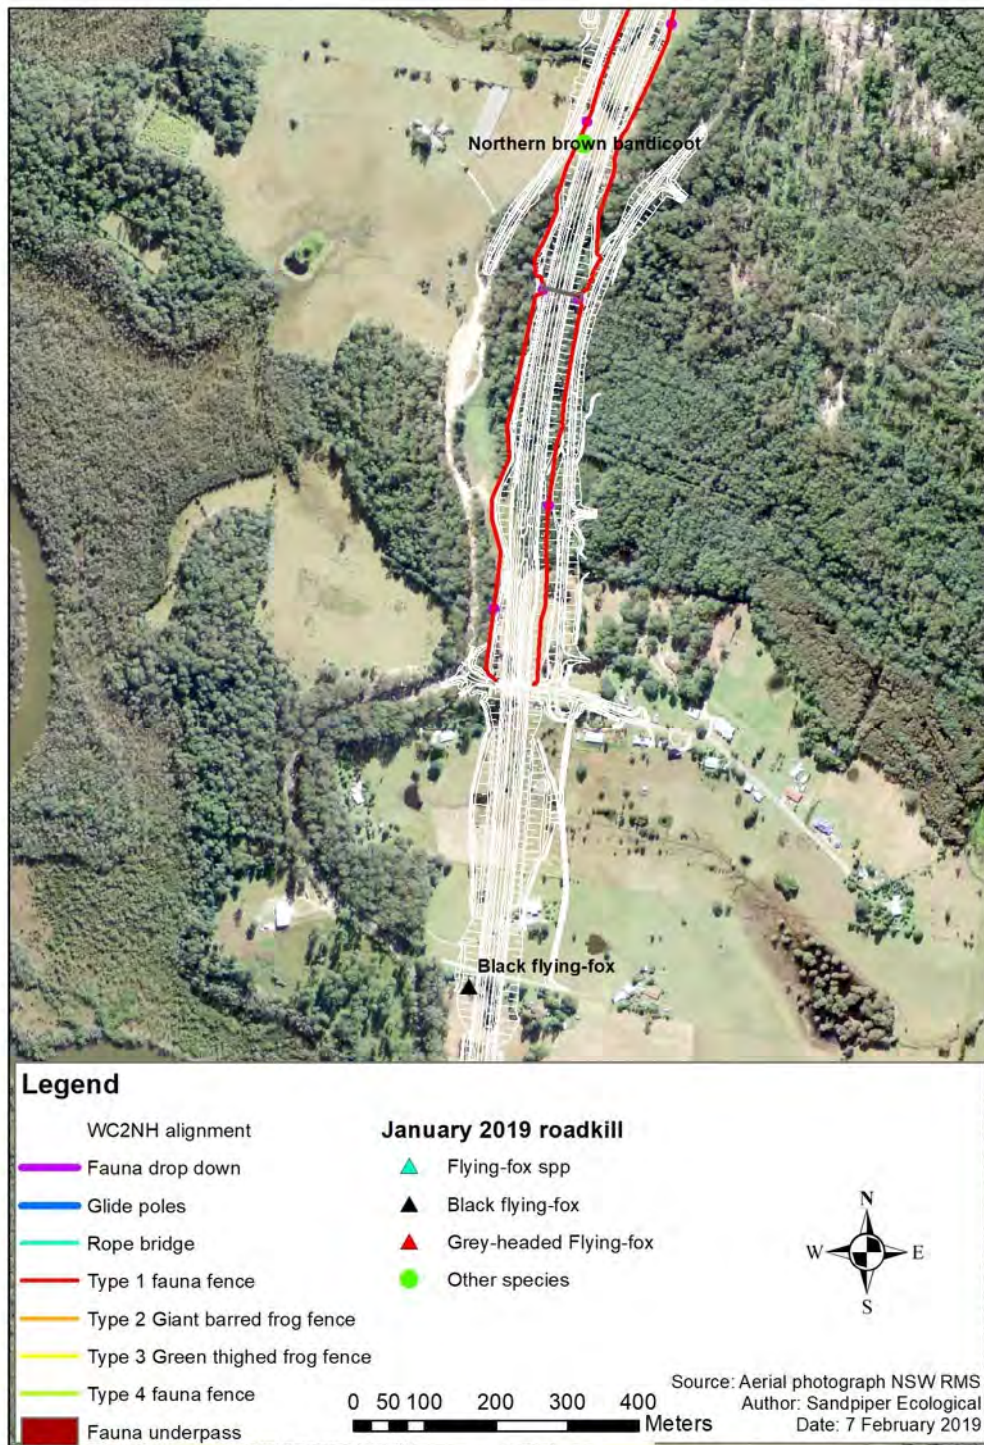 Northern brown bandicoot
Black flying-fox
Legend
WC2NH alignment
Fauna drop down
Glide poles
Rope bridge
Type 1 fauna fence
Type 2 Giant barred frog fence
Type 3 Green thighed frog fence
Type 4 fauna fence
Fauna underpass
January 2019 roadkill
Flying-fox spp
Black flying-fox
Grey-headed Flying-fox
Other species
N
W E
S
0 50 100 200 300 400
Meters
Source: Aerial photograph NSW RMS
Author: Sandpiper Ecological
Date: 7 February 2019